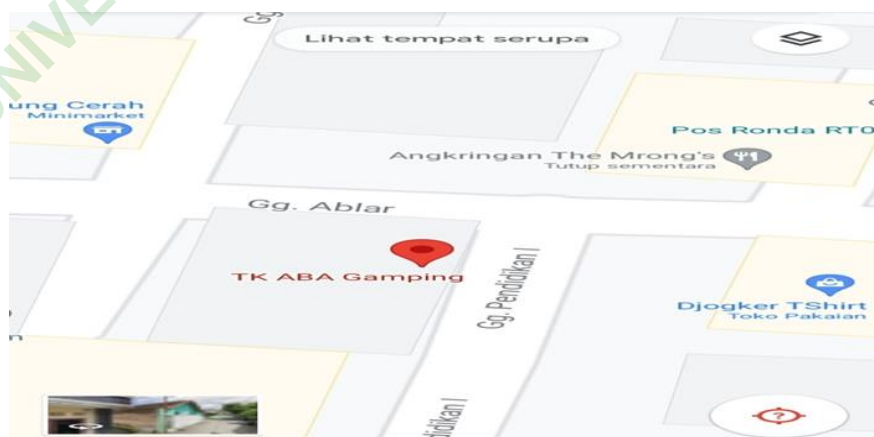 Lihat tempat serupa
ung Cerah
Minimarket
Pos Ronda RT0
Angkringan The Mrong's
Tutup sementara
Gg. Ablar
TK ABA Gamping
Gg. Pendidikan I
Djogker TShirt
Toko Pakaian
didikan I